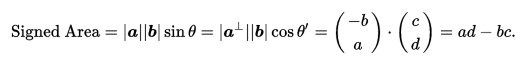 Signed Area = |a||b| sin θ = |a^⊥||b| cos θ′ = (−b a) · (c d) = ad − bc.